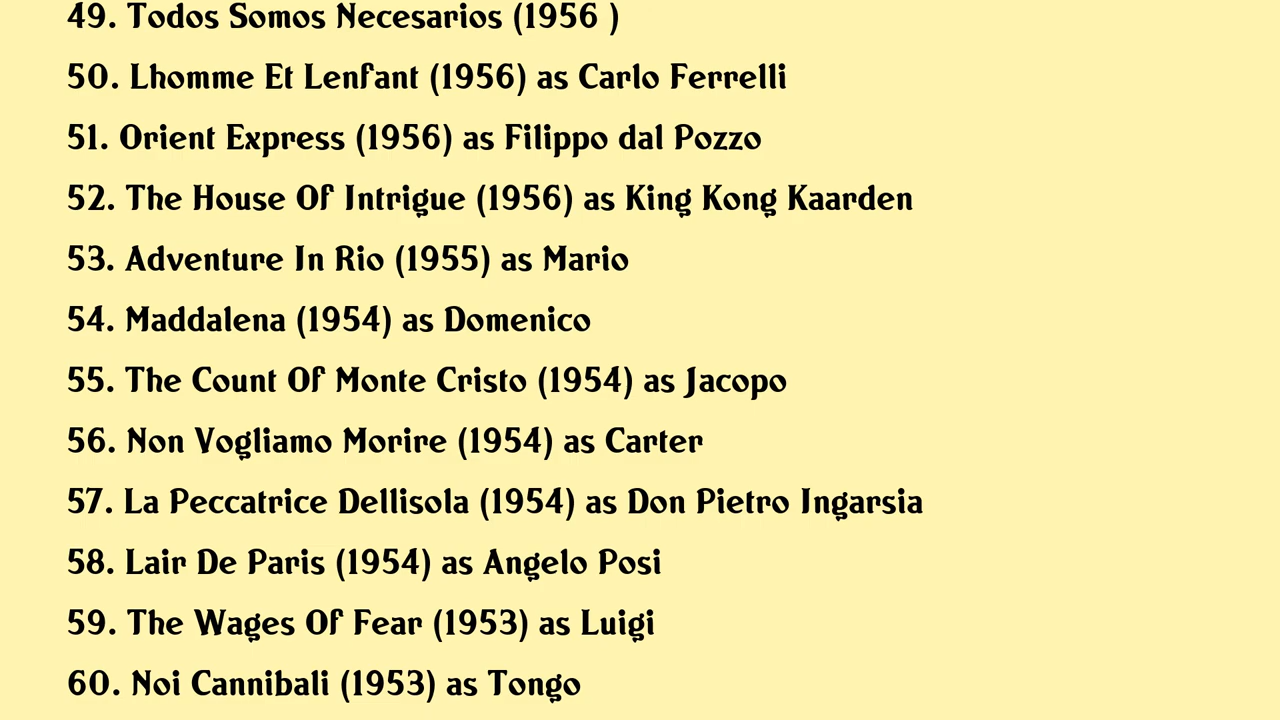 49. Todos Somos Necesarios (1956 )
50. Lhomme Et Lenfant (1956) as Carlo Ferrelli
51. Orient Express (1956) as Filippo dal Pozzo
52. The House Of Intrigue (1956) as King Kong Kaarden
53. Adventure In Rio (1955) as Mario
54. Maddalena (1954) as Domenico
55. The Count Of Monte Cristo (1954) as Jacopo
56. Non Vogliamo Morire (1954) as Carter
57. La Peccatrice Dellisola (1954) as Don Pietro Ingarsia
58. Lair De Paris (1954) as Angelo Posi
59. The Wages Of Fear (1953) as Luigi
60. Noi Cannibali (1953) as Tongo